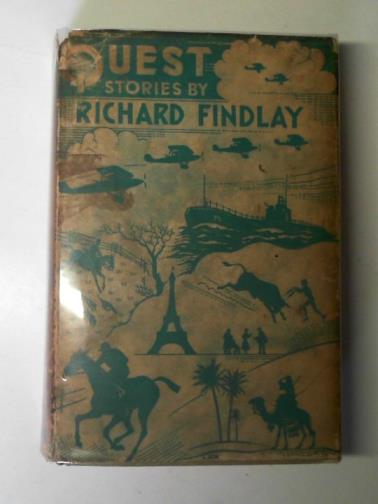 QUEST
STORIES BY
RICHARD FINDLAY